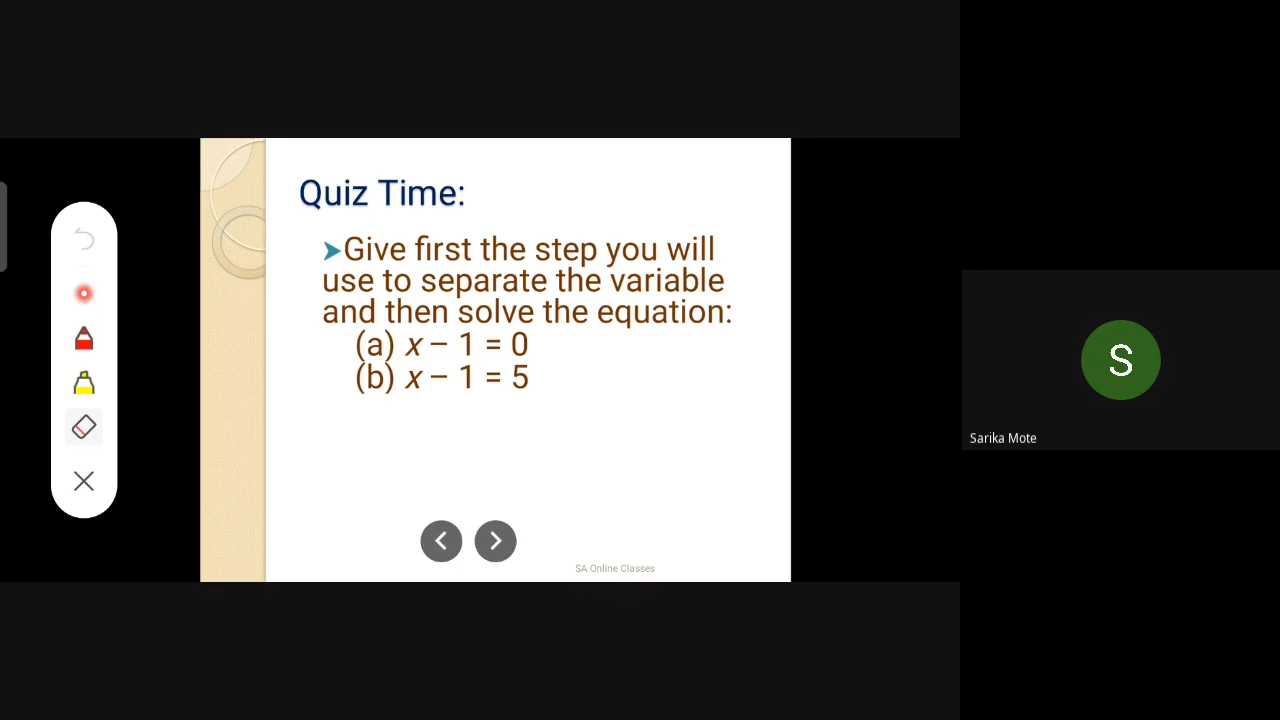 Quiz Time:
➤Give first the step you will
use to separate the variable
and then solve the equation:
(a) x – 1 = 0
(b) x – 1 = 5
SA Online Classes
S
Sarika Mote